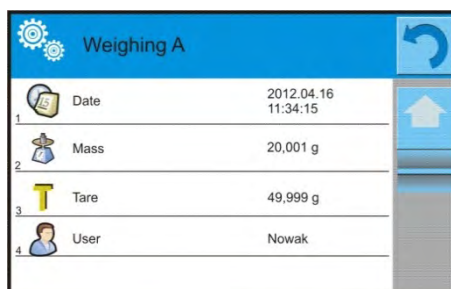 Weighing A
1 Date 2012.04.16
11:34:15
2 Mass 20,001 g
3 T Tare 49,999 g
4 User Nowak